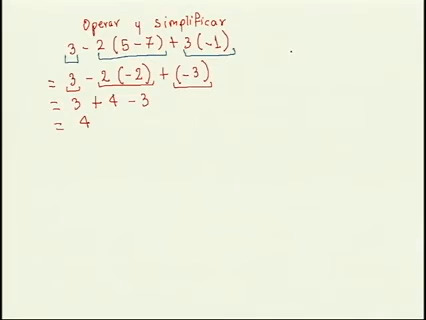 Operar y simplificar
3 - 2 (5 - 7) + 3 (-1)
= 3 - 2 (-2) + (-3)
= 3 + 4 - 3
= 4